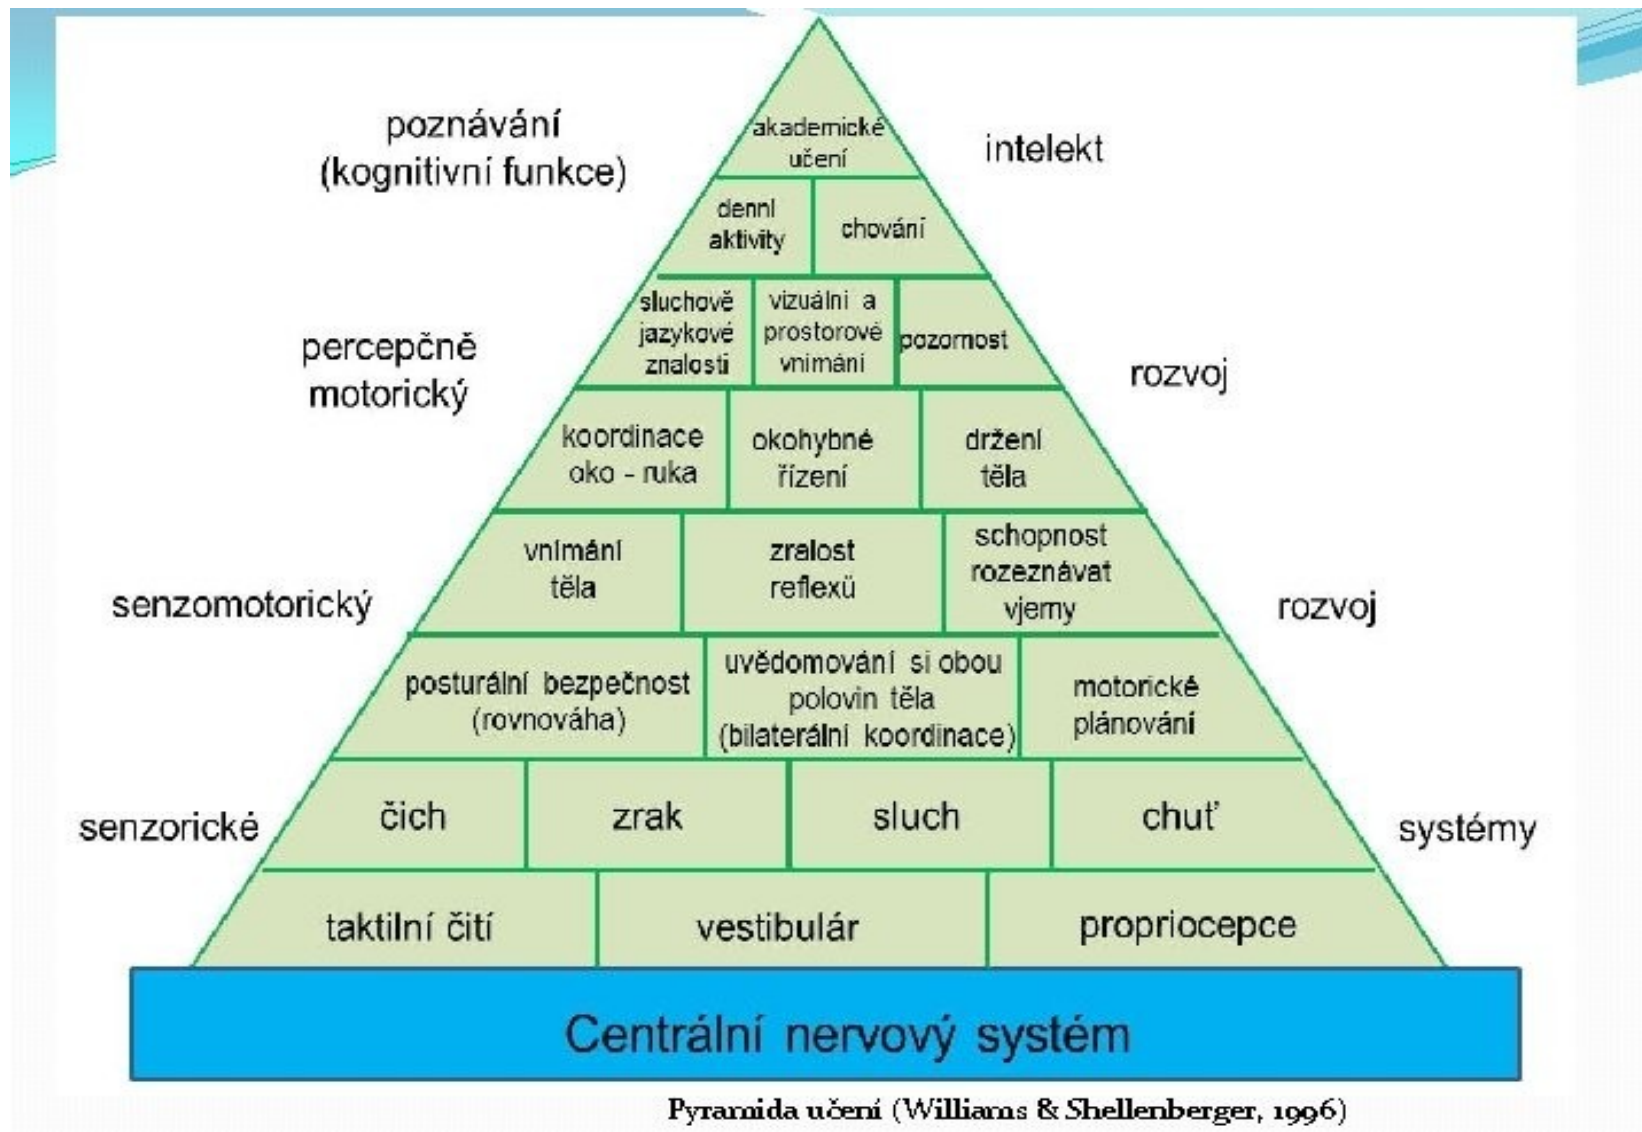 poznávání
(kognitivní funkce)
akademické
učení
intelekt
denní
aktivity
chování
percepčně
motorický
sluchově
jazykové
znalosti
vizuální a
prostorové
vnímání
pozornost
rozvoj
koordinace
oko - ruka
okohybné
řízení
držení
těla
senzomotorický
vnímání
těla
zralost
reflexů
schopnost
rozeznávat
vjemy
rozvoj
posturální bezpečnost
(rovnováha)
uvědomování si obou
polovin těla
(bilaterální koordinace)
motorické
plánování
senzorické
čich
zrak
sluch
chuť
systémy
taktilní čití
vestibulár
propriocepce
Centrální nervový systém
Pyramida učení (Williams & Shellenberger, 1996)